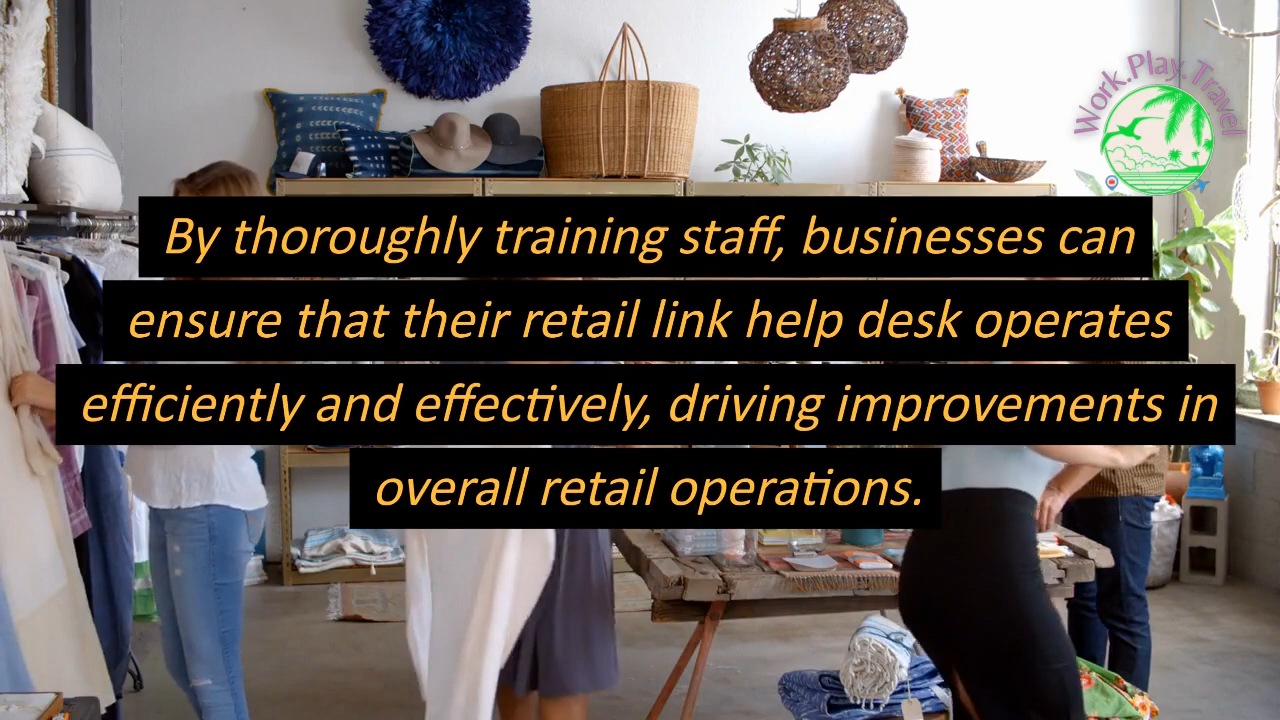 Work.Play.Travel
By thoroughly training staff, businesses can
ensure that their retail link help desk operates
efficiently and effectively, driving improvements in
overall retail operations.